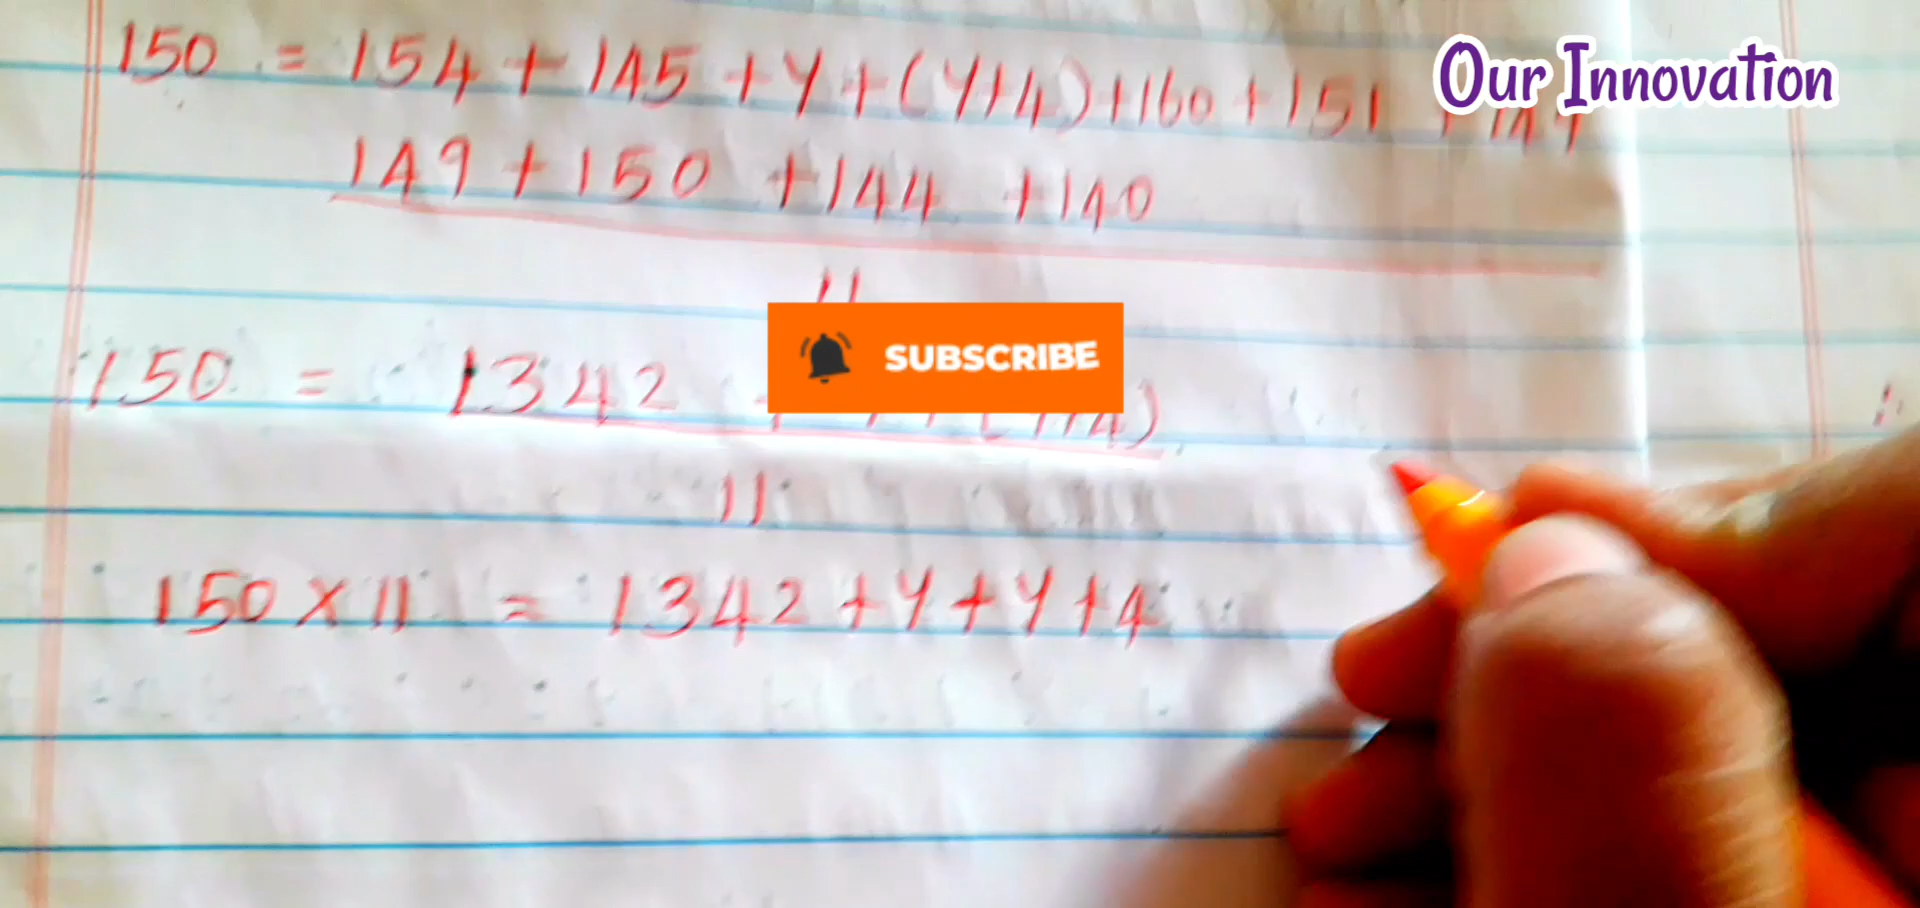 Our Innovation
150 = 154 + 145 + y + (y+4) + 160 + 151 + 149
149 + 150 + 144 + 140
11
150 = 1342
SUBSCRIBE
11
150 x 11 = 1342 + y + y + 4